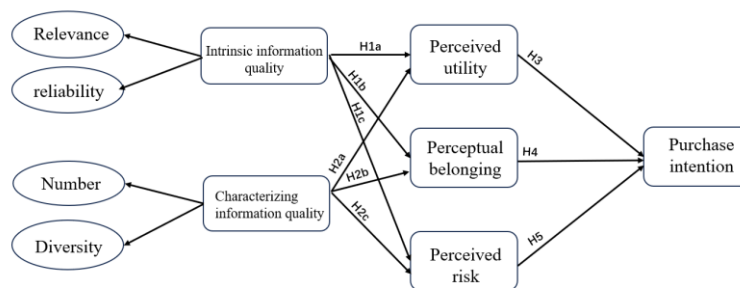 Relevance
reliability
Number
Diversity
Intrinsic information
quality
Characterizing
information quality
H1a
H1b
H1c
H2a
H2b
H2c
Perceived
utility
Perceptual
belonging
Perceived
risk
H3
H4
H5
Purchase
intention